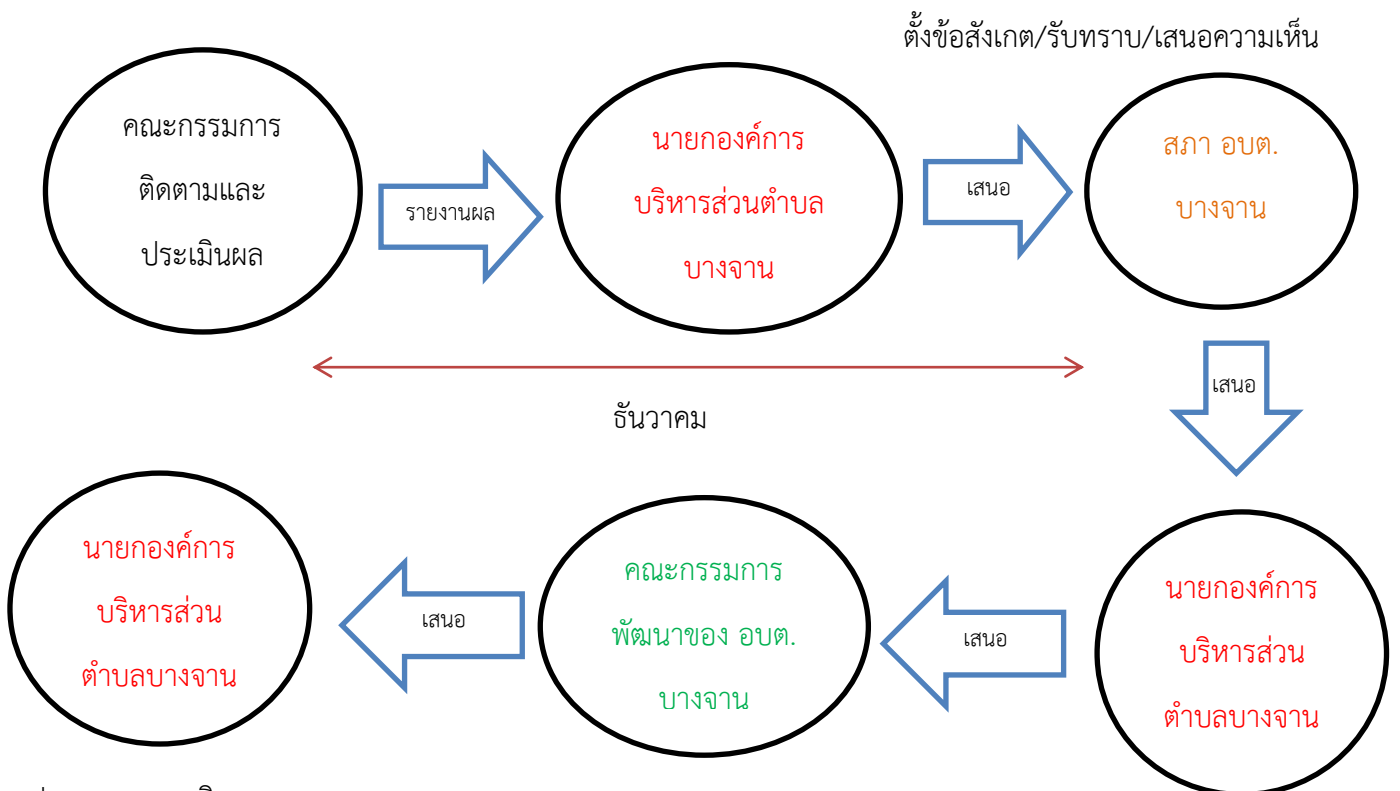 ตั้งข้อสังเกต/รับทราบ/เสนอความเห็น
คณะกรรมการ
ติดตามและ
ประเมินผล
รายงานผล
นายกองค์การ
บริหารส่วนตำบล
บางจาน
เสนอ
สภา อบต.
บางจาน
ธันวาคม
เสนอ
นายกองค์การ
บริหารส่วน
ตำบลบางจาน
เสนอ
คณะกรรมการ
พัฒนาของ อบต.
บางจาน
เสนอ
นายกองค์การ
บริหารส่วน
ตำบลบางจาน